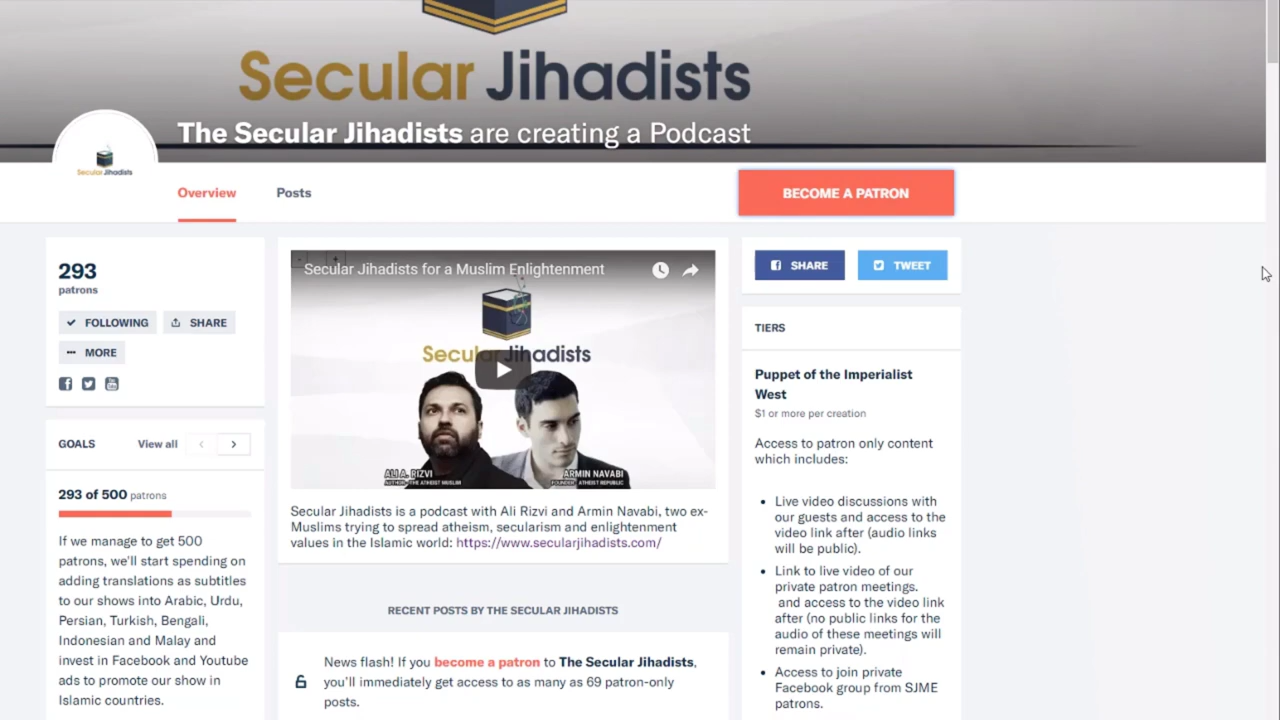 Secular Jihadists
The Secular Jihadists are creating a Podcast
Secular Jihadists
Overview
Posts
BECOME A PATRON
293
patrons
FOLLOWING
SHARE
MORE
GOALS
View all
293 of 500 patrons
If we manage to get 500
patrons, we'll start spending on
adding translations as subtitles
to our shows into Arabic, Urdu,
Persian, Turkish, Bengali,
Indonesian and Malay and
invest in Facebook and Youtube
ads to promote our show in
Islamic countries.
Secular Jihadists for a Muslim Enlightenment
Secular Jihadists
ALI A. RIZVI
AUTHOR - THE ATHEIST MUSLIM
ARMIN NAVABI
FOUNDER - ATHEIST REPUBLIC
Secular Jihadists is a podcast with Ali Rizvi and Armin Navabi, two ex-
Muslims trying to spread atheism, secularism and enlightenment
values in the Islamic world: https://www.secularjihadists.com/
RECENT POSTS BY THE SECULAR JIHADISTS
News flash! If you become a patron to The Secular Jihadists,
you'll immediately get access to as many as 69 patron-only
posts.
SHARE
TWEET
TIERS
Puppet of the Imperialist
West
$1 or more per creation
Access to patron only content
which includes:
• Live video discussions with
our guests and access to the
video link after (audio links
will be public).
• Link to live video of our
private patron meetings.
and access to the video link
after (no public links for the
audio of these meetings will
remain private).
• Access to join private
Facebook group from SJME
patrons.